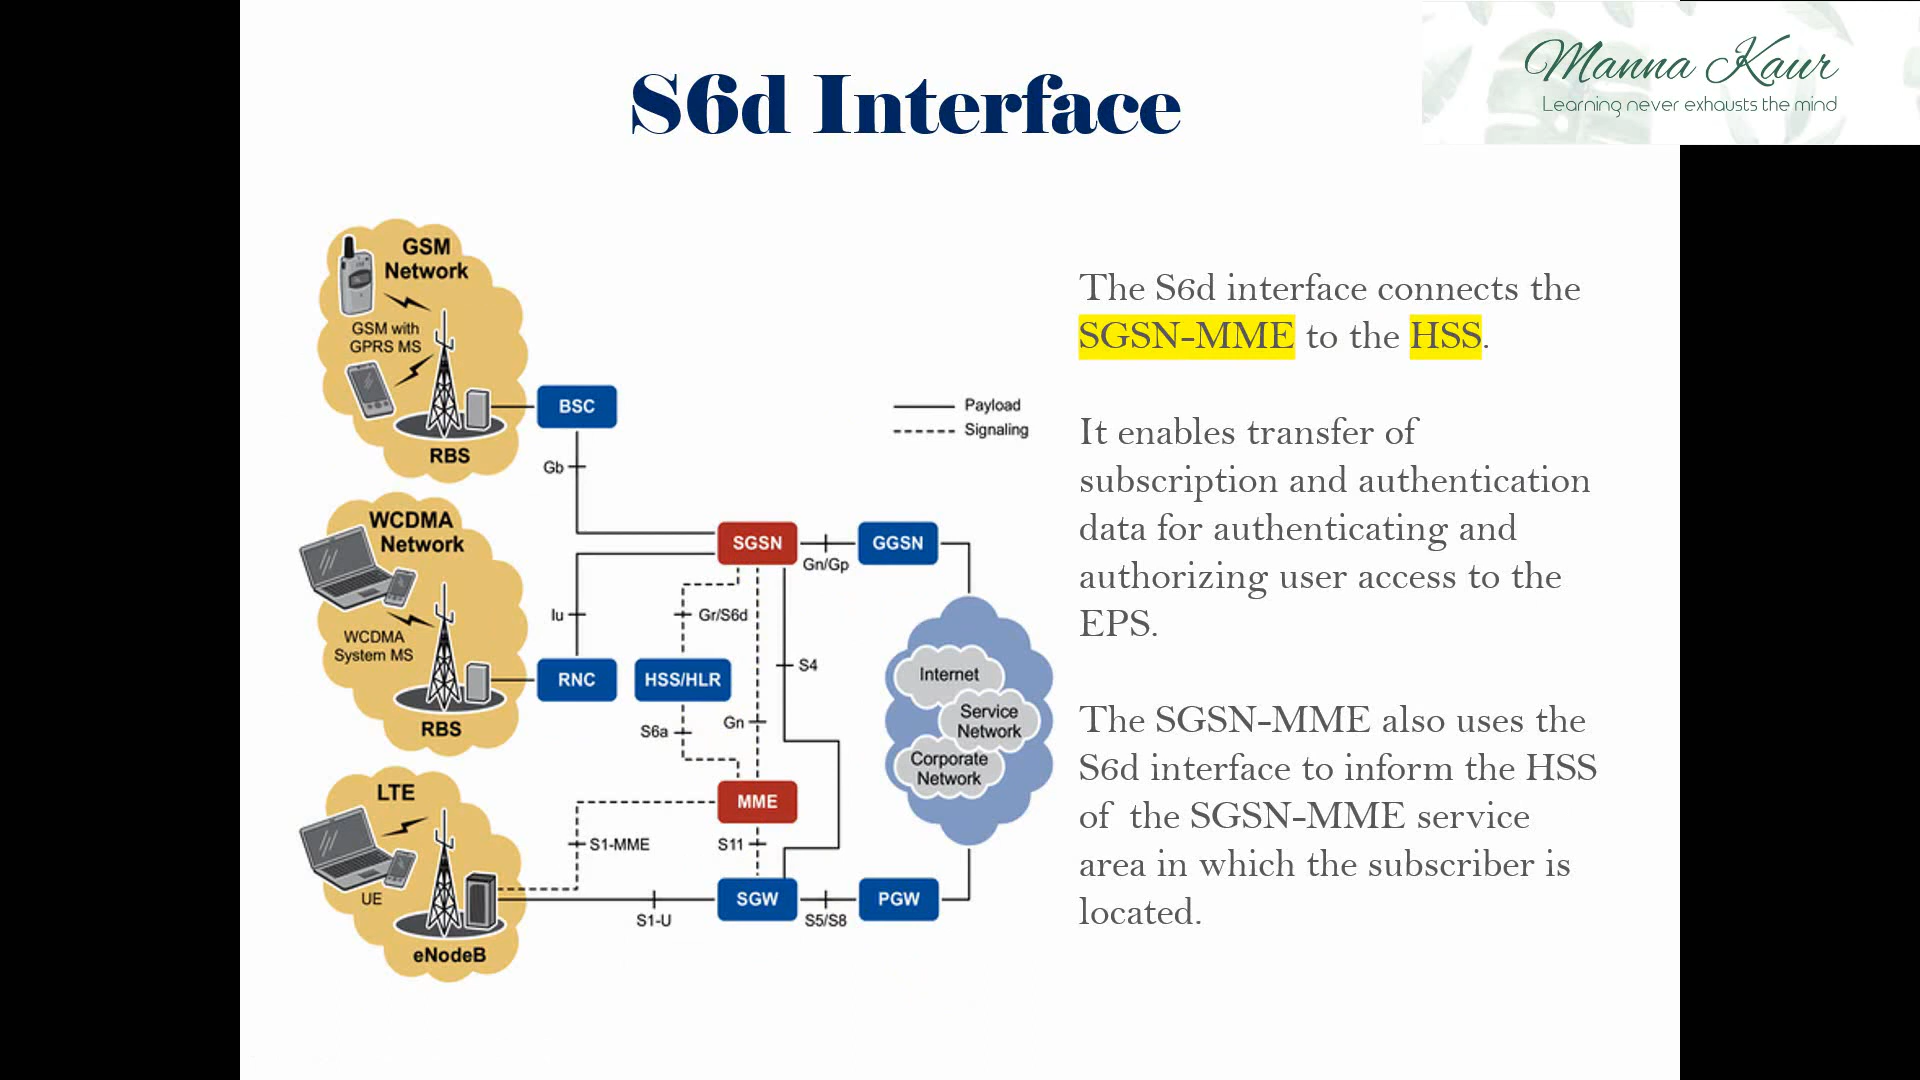 Manna Kaur
Learning never exhausts the mind
S6d Interface
GSM
Network
GSM with
GPRS MS
RBS
BSC
Gb
Payload
Signaling
WCDMA
Network
WCDMA
System MS
RBS
Iu
RNC
SGSN
Gn/Gp
GGSN
Gr/S6d
HSS/HLR
S4
S6a
Gn
Internet
Service
Network
Corporate
Network
LTE
UE
eNodeB
MME
S1-MME
S11
S1-U
SGW
S5/S8
PGW
The S6d interface connects the
SGSN-MME to the HSS.
It enables transfer of
subscription and authentication
data for authenticating and
authorizing user access to the
EPS.
The SGSN-MME also uses the
S6d interface to inform the HSS
of the SGSN-MME service
area in which the subscriber is
located.